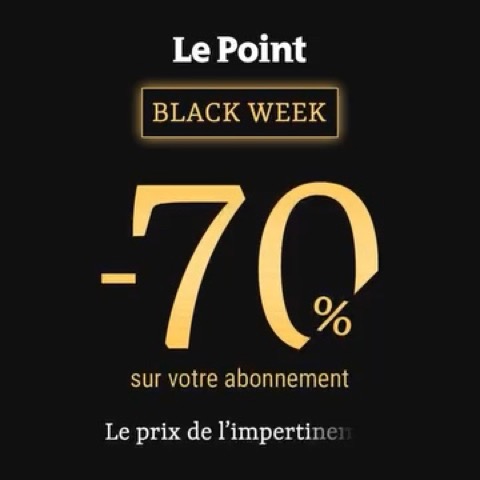 Le Point
BLACK WEEK
-70%
sur votre abonnement
Le prix de l'impertinen